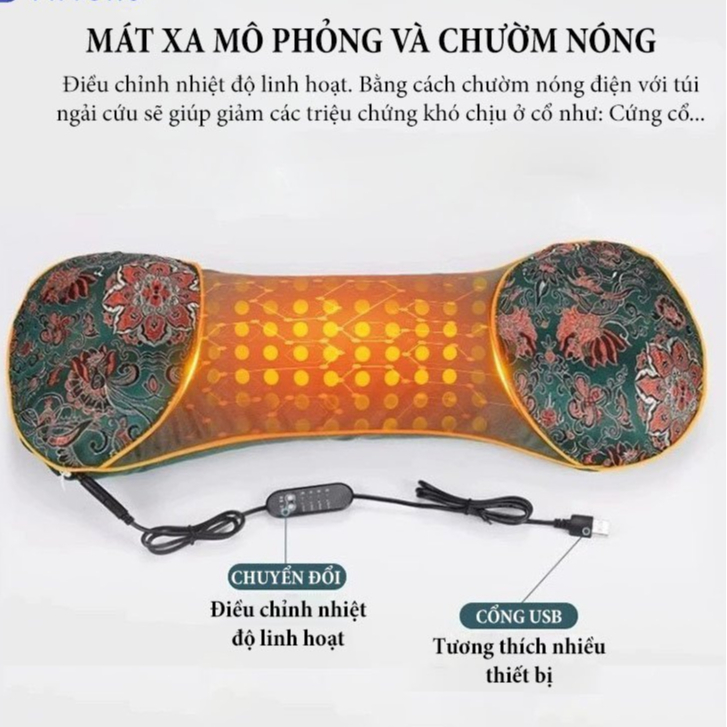 MÁT XA MÔ PHỎNG VÀ CHƯỜM NÓNG
Điều chỉnh nhiệt độ linh hoạt. Bằng cách chườm nóng điện với túi
ngải cứu sẽ giúp giảm các triệu chứng khó chịu ở cổ như: Cứng cổ...
CHUYỂN ĐỔI
Điều chỉnh nhiệt
độ linh hoạt
CỔNG USB
Tương thích nhiều
thiết bị